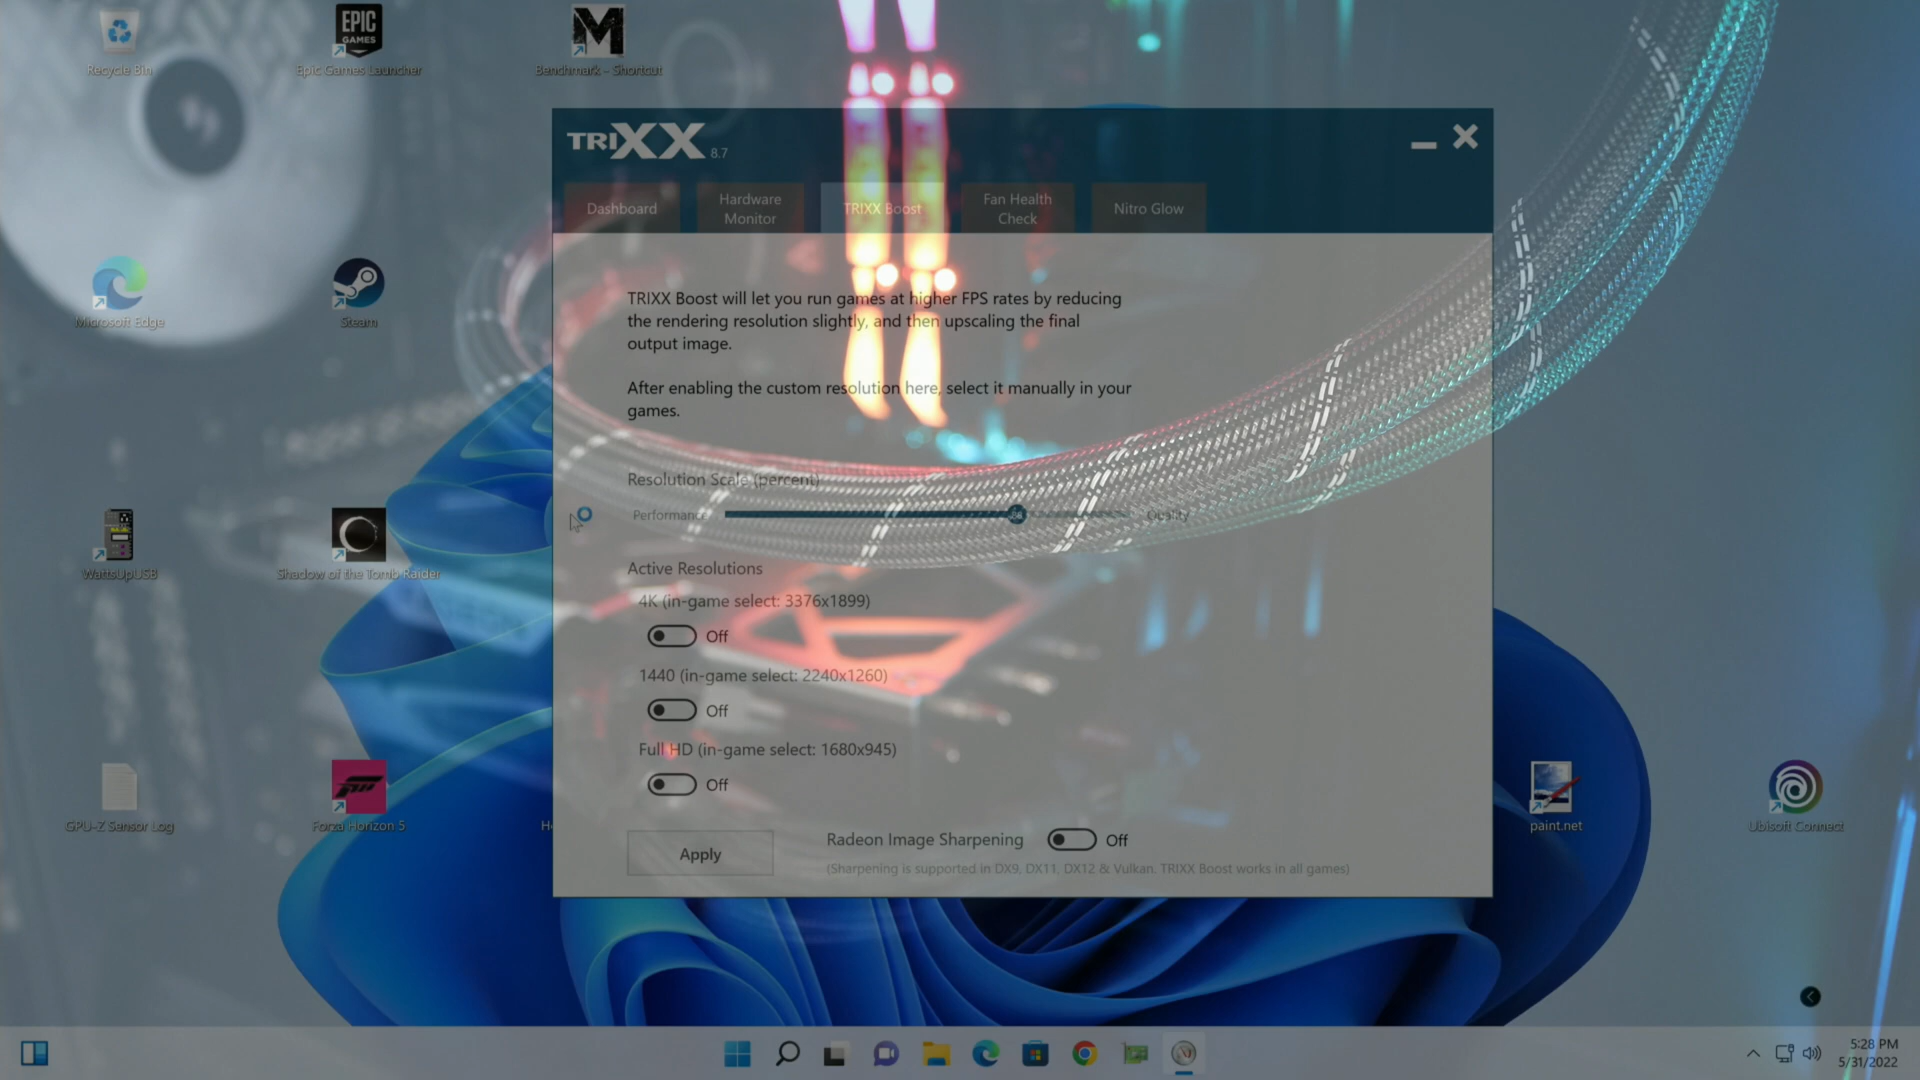 Recycle Bin
EPIC GAMES
Epic Games Launcher
M
Benchmark - Shortcut
TRIXX 8.7
Dashboard
Hardware Monitor
TRIXX Boost
Fan Health Check
Nitro Glow
TRIXX Boost will let you run games at higher FPS rates by reducing
the rendering resolution slightly, and then upscaling the final
output image.
After enabling the custom resolution here, select it manually in your
games.
Resolution Scale (percent)
Performance
Quality
Active Resolutions
4K (in-game select: 3376x1899)
Off
1440 (in-game select: 2240x1260)
Off
Full HD (in-game select: 1680x945)
Off
Apply
Radeon Image Sharpening
Off
(Sharpening is supported in DX9, DX11, DX12 & Vulkan. TRIXX Boost works in all games)
Microsoft Edge
Steam
WattsUpUSB
Shadow of the Tomb Raider
GPU-Z Sensor Log
Forza Horizon 5
paint.net
Ubisoft Connect
5:28 PM
5/31/2022